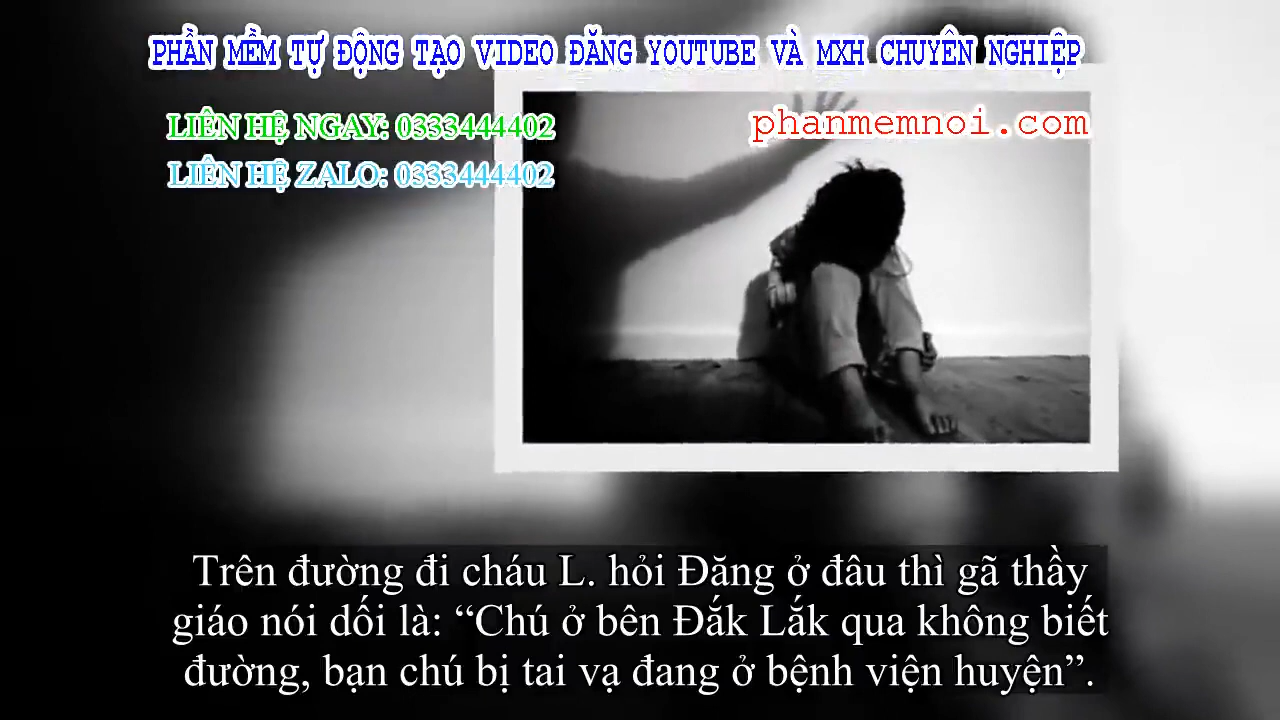 PHẦN MỀM TỰ ĐỘNG TẠO VIDEO ĐĂNG YOUTUBE VÀ MXH CHUYÊN NGHIỆP
LIÊN HỆ NGAY: 0333444402
phanmemnoi.com
LIÊN HỆ ZALO: 0333444402
Trên đường đi cháu L. hỏi Đăng ở đâu thì gã thầy
giáo nói dối là: “Chú ở bên Đắk Lắk qua không biết
đường, bạn chú bị tai vạ đang ở bệnh viện huyện”.